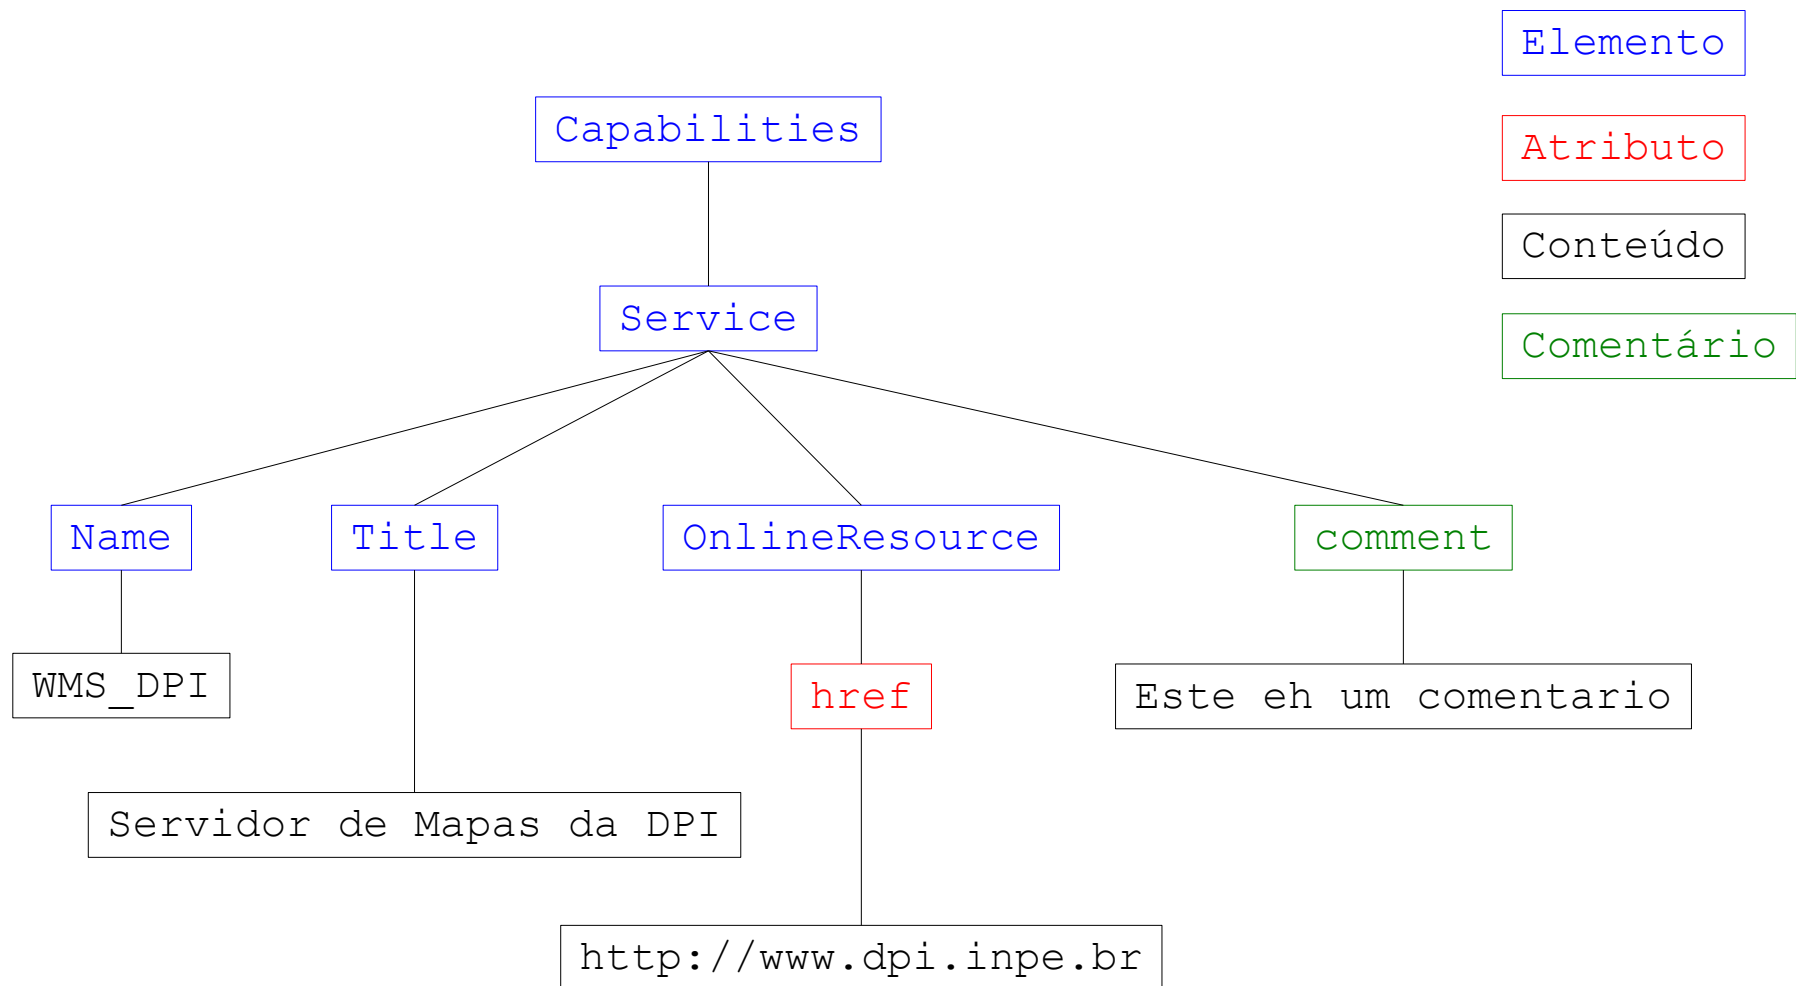 Elemento
Capabilities
Atributo
Conteúdo
Service
Comentário
Name
Title
OnlineResource
comment
WMS_DPI
href
Este eh um comentario
Servidor de Mapas da DPI
http://www.dpi.inpe.br